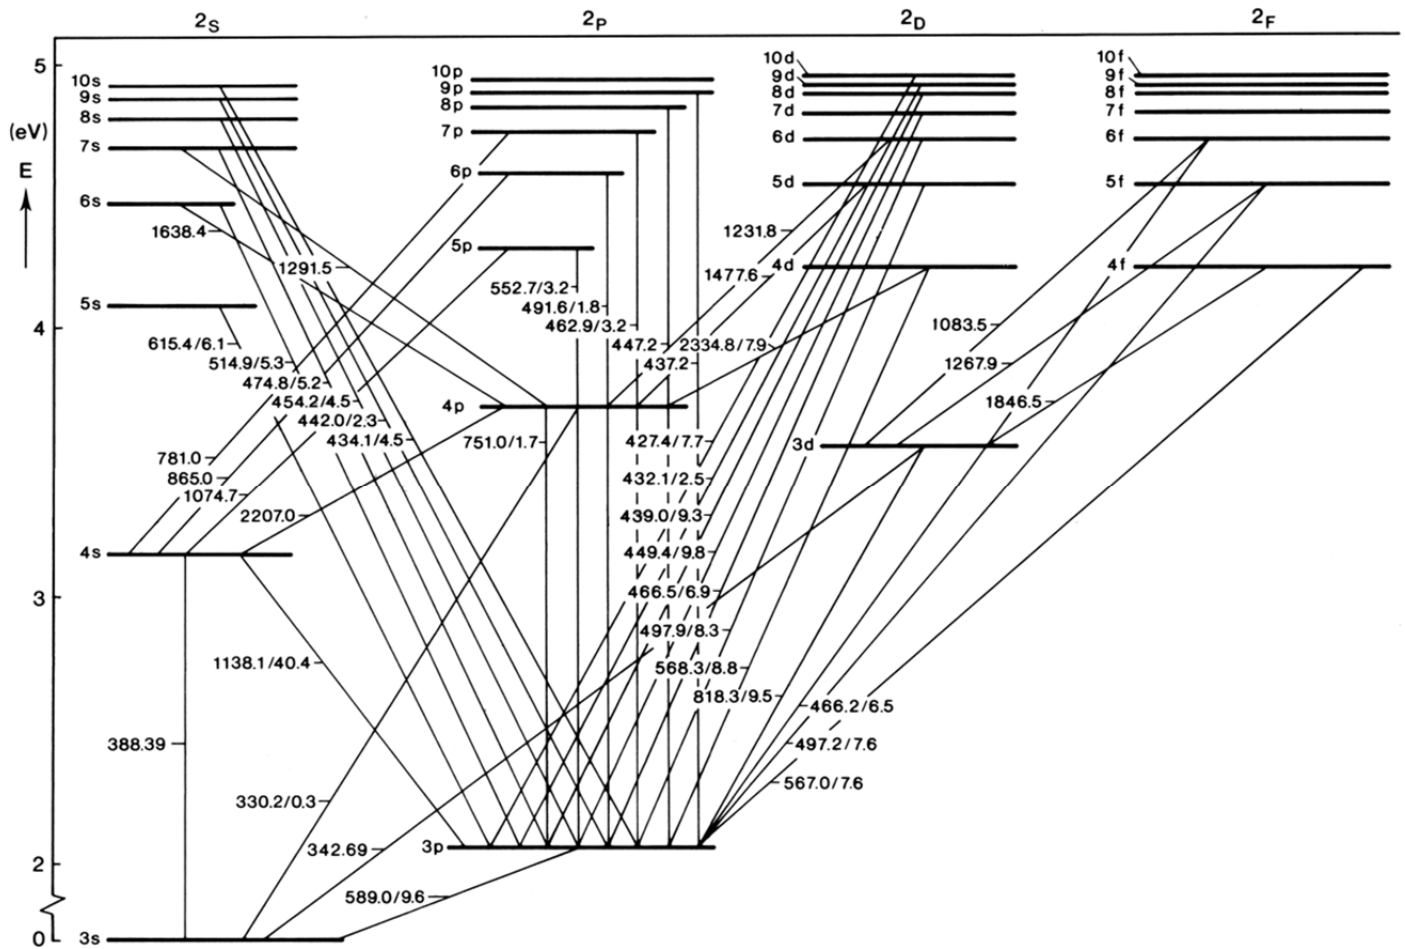 2S 2P 2D 2F
5
(eV)
E
4
3
2
0
10s
9s
8s
7s
6s
5s
4s
3s
10p
9p
8p
7p
6p
5p
4p
3p
10d
9d
8d
7d
6d
5d
4d
3d
10f
9f
8f
7f
6f
5f
4f
1638.4
1291.5
615.4/6.1
514.9/5.3
474.8/5.2
454.2/4.5
442.0/2.3
434.1/4.5
781.0
865.0
1074.7
2207.0
1138.1/40.4
388.39
330.2/0.3
342.69
589.0/9.6
552.7/3.2
491.6/1.8
462.9/3.2
447.2
437.2
751.0/1.7
1231.8
1477.6
2334.8/7.9
427.4/7.7
432.1/2.5
439.0/9.3
449.4/9.8
466.5/6.9
497.9/8.3
568.3/8.8
818.3/9.5
1083.5
1267.9
1846.5
466.2/6.5
497.2/7.6
567.0/7.6